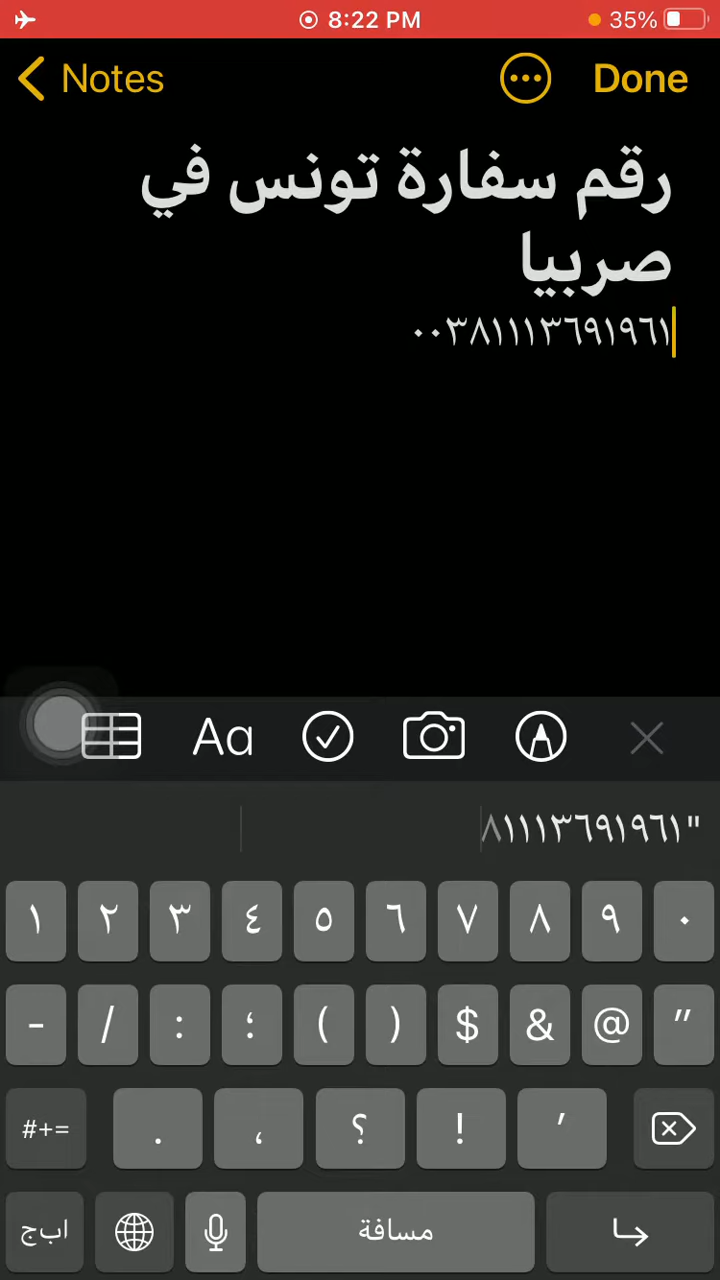 8:22 PM
35%
Notes
Done
رقم سفارة تونس في
صربيا
٠٠٣٨١١١٣٦٩١٩٦١
Aa
٨١١١٣٦٩١٩٦١"
١ ٢ ٣ ٤ ٥ ٦ ٧ ٨ ٩ ٠
- / : ؛ ( ) $ & @ "
#+= . ، ؟ ! ’
اب‌ج مسافة